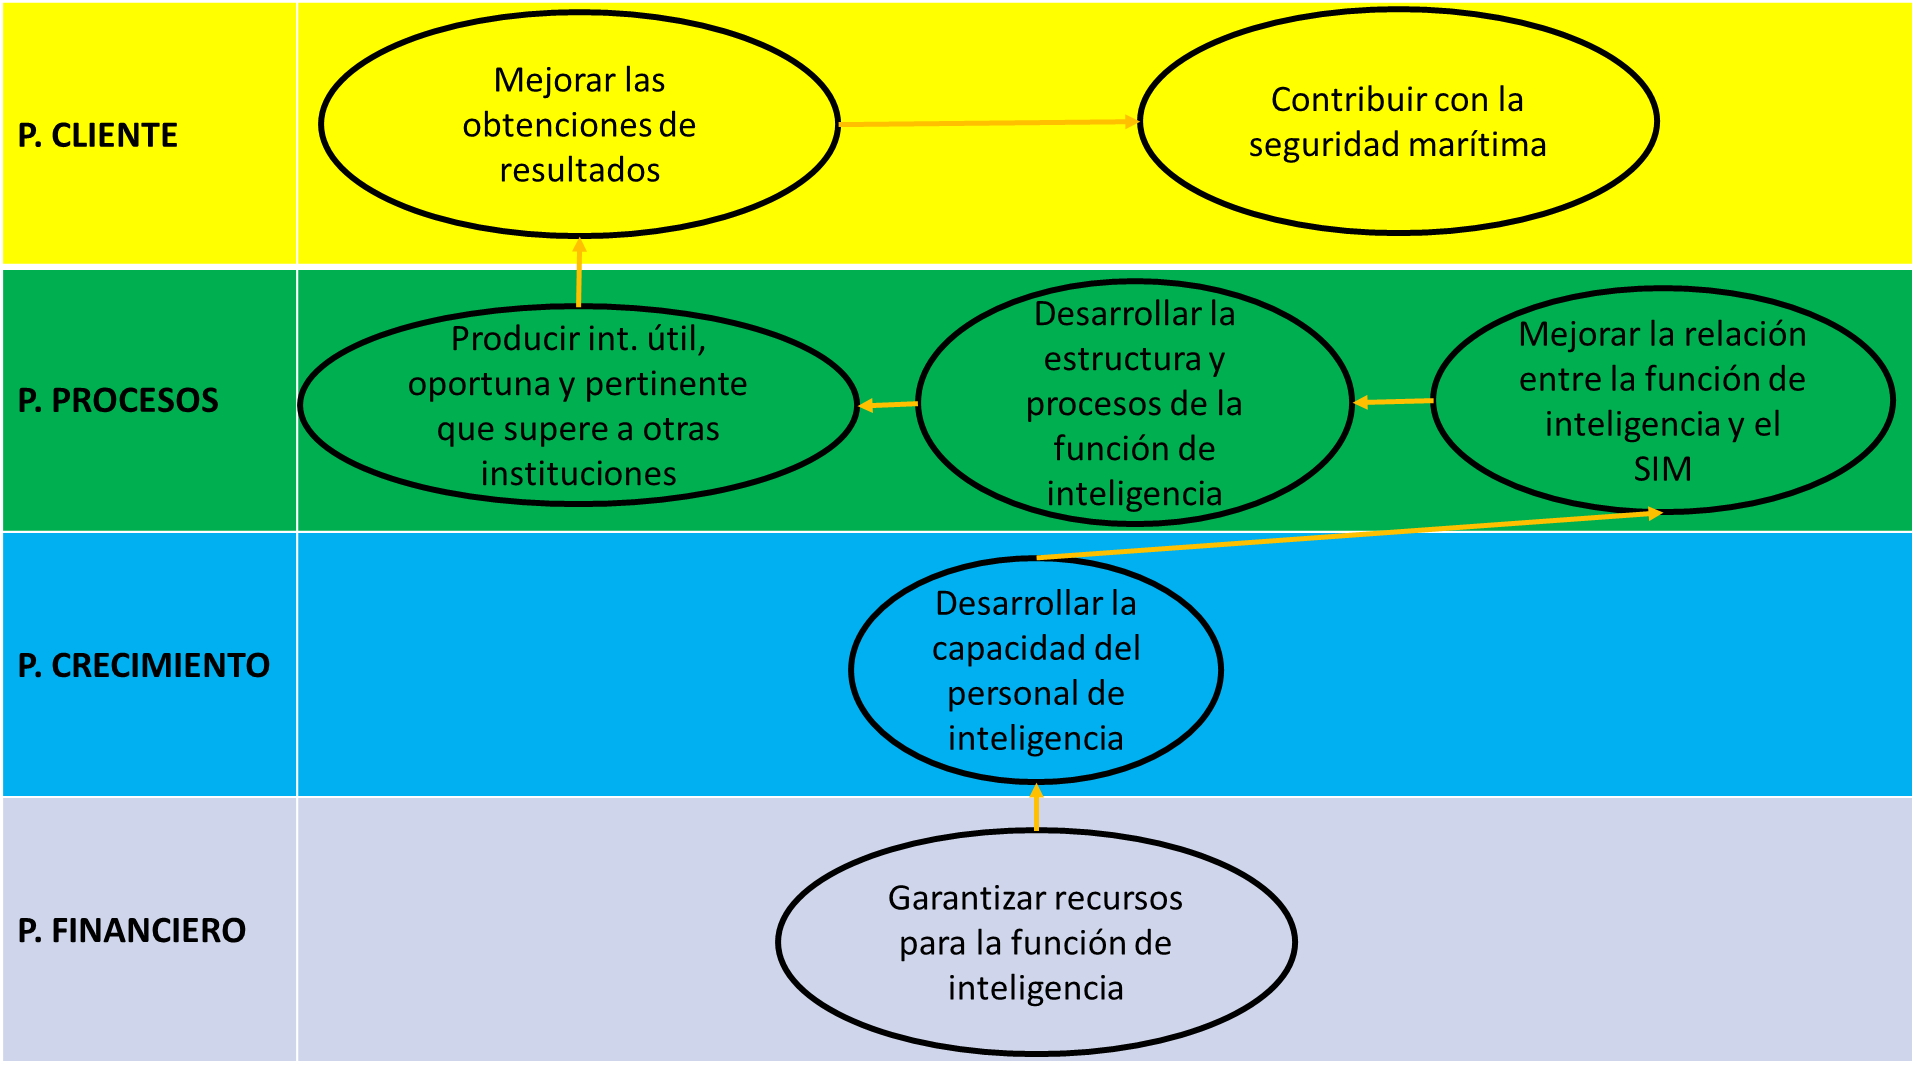 P. CLIENTE
Mejorar las
obtenciones de
resultados
Contribuir con la
seguridad marítima
P. PROCESOS
Producir int. útil,
oportuna y pertinente
que supere a otras
instituciones
Desarrollar la
estructura y
procesos de la
función de
inteligencia
Mejorar la relación
entre la función de
inteligencia y el
SIM
P. CRECIMIENTO
Desarrollar la
capacidad del
personal de
inteligencia
P. FINANCIERO
Garantizar recursos
para la función de
inteligencia